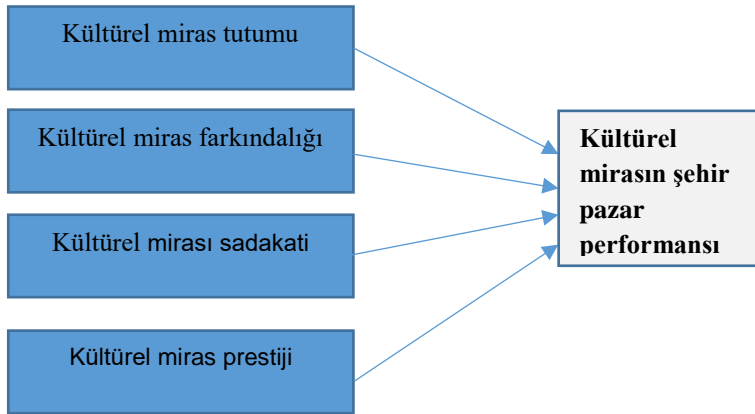 Kültürel miras tutumu
Kültürel miras farkındalığı
Kültürel mirası sadakati
Kültürel miras prestiji
Kültürel
mirasın şehir
pazar
performansı